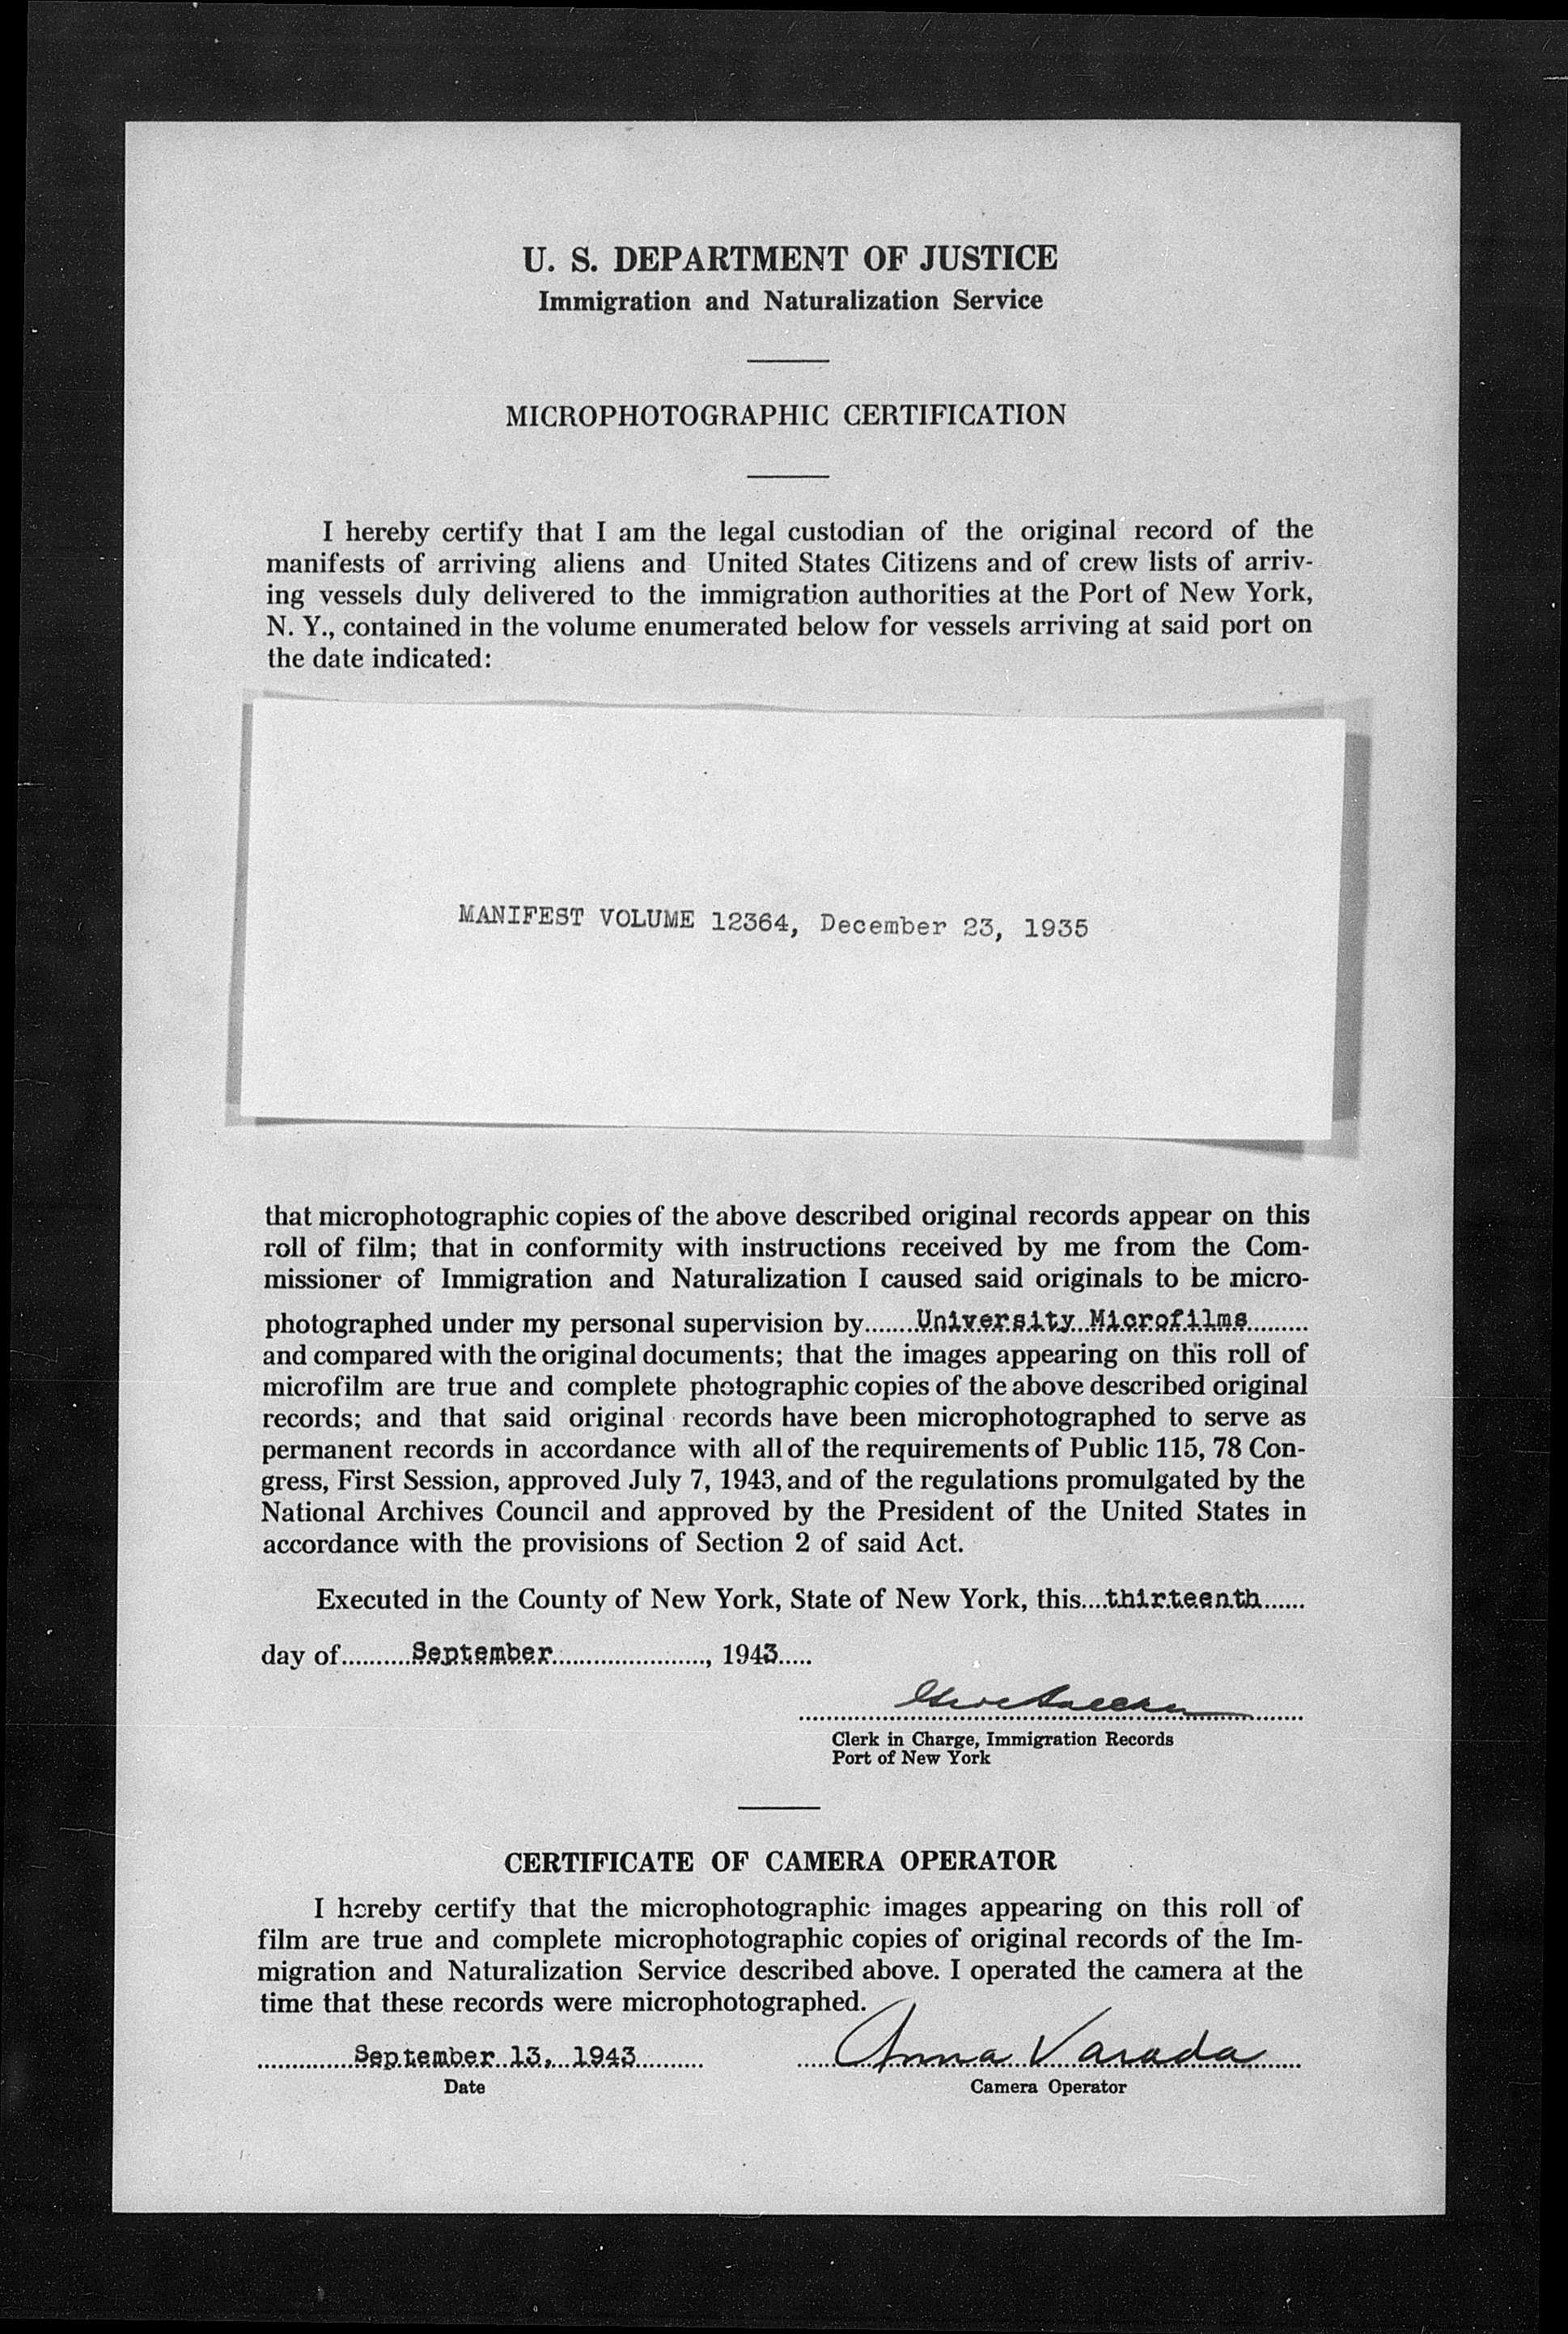 U. S. DEPARTMENT OF JUSTICE
Immigration and Naturalization Service
MICROPHOTOGRAPHIC CERTIFICATION
I hereby certify that I am the legal custodian of the original record of the
manifests of arriving aliens and United States Citizens and of crew lists of arriv-
ing vessels duly delivered to the immigration authorities at the Port of New York,
N. Y., contained in the volume enumerated below for vessels arriving at said port on
the date indicated:
MANIFEST VOLUME 12364, December 23, 1935
that microphotographic copies of the above described original records appear on this
roll of film; that in conformity with instructions received by me from the Com-
missioner of Immigration and Naturalization I caused said originals to be micro-
photographed under my personal supervision by.......University Microfilms.........
and compared with the original documents; that the images appearing on this roll of
microfilm are true and complete photographic copies of the above described original
records; and that said original records have been microphotographed to serve as
permanent records in accordance with all of the requirements of Public 115, 78 Con-
gress, First Session, approved July 7, 1943, and of the regulations promulgated by the
National Archives Council and approved by the President of the United States in
accordance with the provisions of Section 2 of said Act.
Executed in the County of New York, State of New York, this....thirteenth......
day of..........September......................, 1943.....
Clerk in Charge, Immigration Records
Port of New York
CERTIFICATE OF CAMERA OPERATOR
I hereby certify that the microphotographic images appearing on this roll of
film are true and complete microphotographic copies of original records of the Im-
migration and Naturalization Service described above. I operated the camera at the
time that these records were microphotographed.
September 13, 1943 Anna Varada
Date Camera Operator